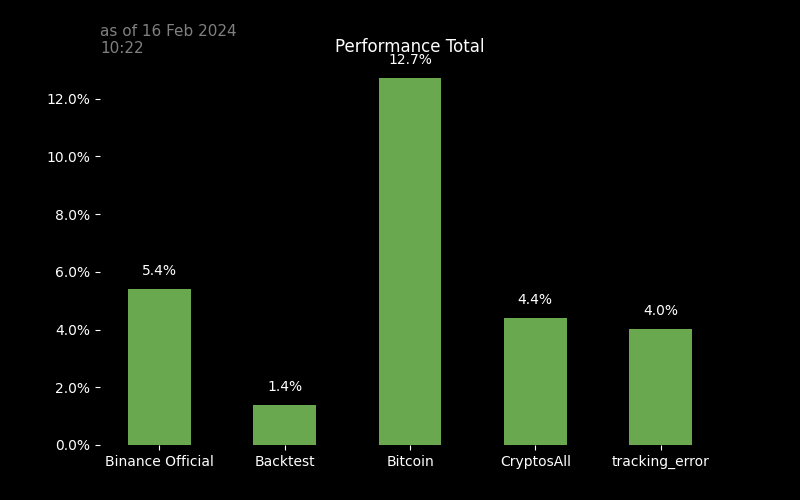 as of 16 Feb 2024
10:22
Performance Total
12.7%
12.0%
10.0%
8.0%
6.0%
5.4%
4.4%
4.0%
4.0%
2.0%
1.4%
0.0%
Binance Official
Backtest
Bitcoin
CryptosAll
tracking_error